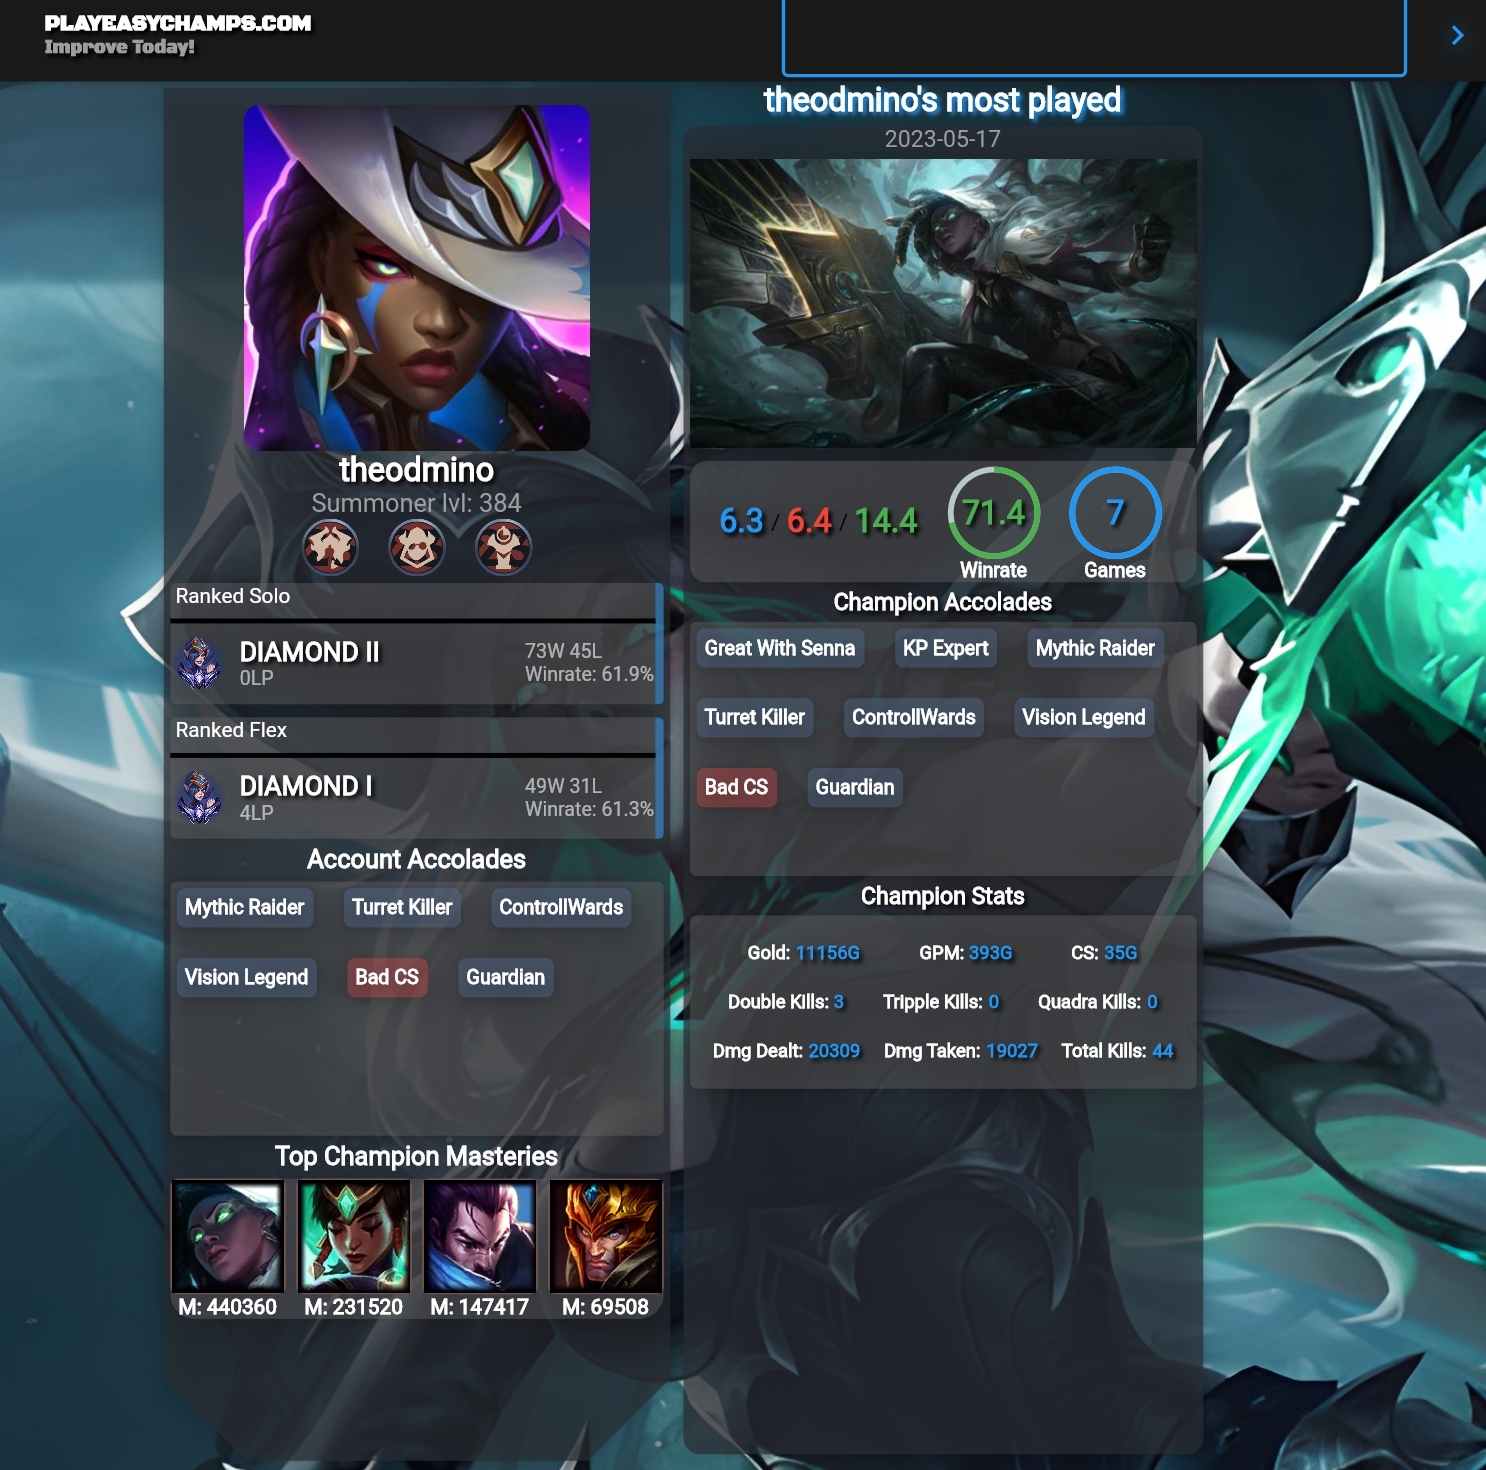 PLAYEASYCHAMPS.COM
Improve Today!
theodmino
Summoner lvl: 384
Ranked Solo
DIAMOND II
0LP
73W 45L
Winrate: 61.9%
Ranked Flex
DIAMOND I
4LP
49W 31L
Winrate: 61.3%
Account Accolades
Mythic Raider Turret Killer ControllWards
Vision Legend Bad CS Guardian
Top Champion Masteries
M: 440360 M: 231520 M: 147417 M: 69508
theodmino's most played
2023-05-17
6.3 / 6.4 / 14.4 71.4 7
Winrate Games
Champion Accolades
Great With Senna KP Expert Mythic Raider
Turret Killer ControllWards Vision Legend
Bad CS Guardian
Champion Stats
Gold: 11156G GPM: 393G CS: 35G
Double Kills: 3 Tripple Kills: 0 Quadra Kills: 0
Dmg Dealt: 20309 Dmg Taken: 19027 Total Kills: 44